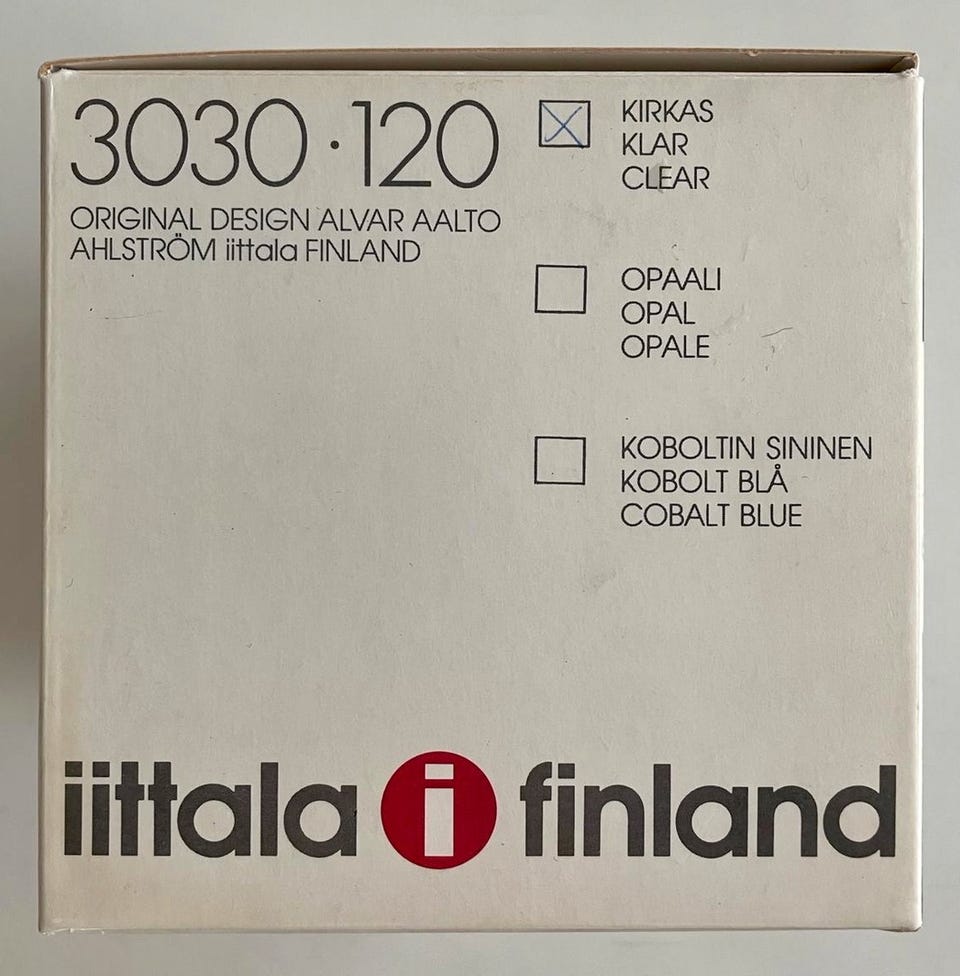 3030·120
ORIGINAL DESIGN ALVAR AALTO
AHLSTRÖM iittala FINLAND
KIRKAS
KLAR
CLEAR
OPAALI
OPAL
OPALE
KOBOLTIN SININEN
KOBOLT BLÅ
COBALT BLUE
iittala i finland